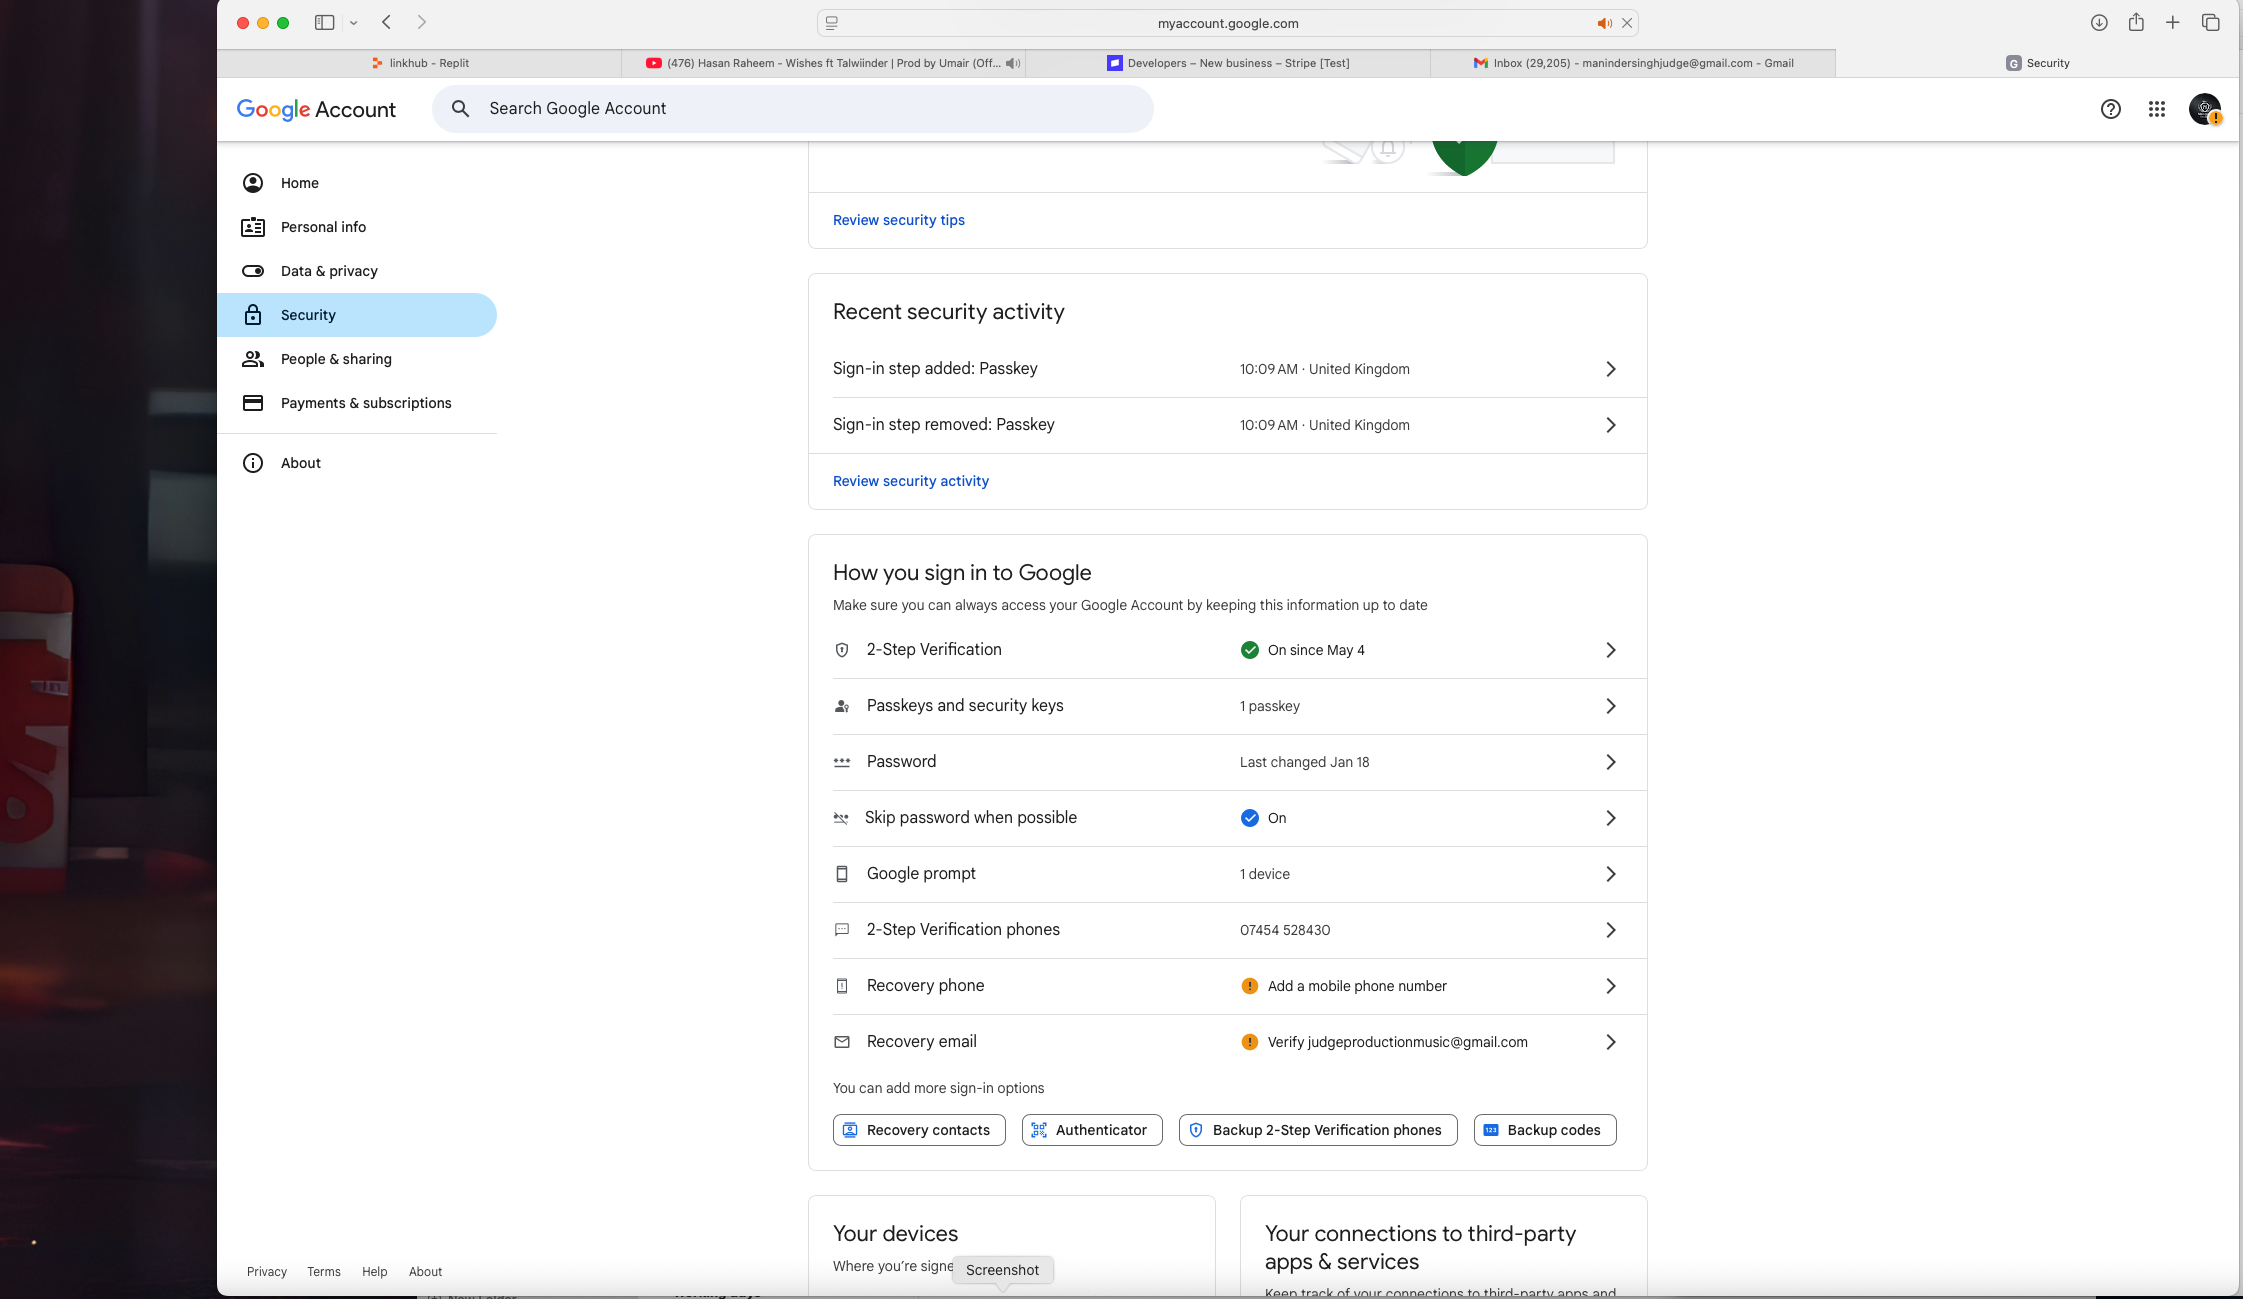 myaccount.google.com
linkhub - Replit
(476) Hasan Raheem - Wishes ft Talwiinder | Prod by Umair (Off...
Developers – New business – Stripe [Test]
Inbox (29,205) - manindersinghjudge@gmail.com - Gmail
G Security
Google Account
Search Google Account
Home
Personal info
Data & privacy
Security
People & sharing
Payments & subscriptions
About
Review security tips
Recent security activity
Sign-in step added: Passkey 10:09 AM · United Kingdom
Sign-in step removed: Passkey 10:09 AM · United Kingdom
Review security activity
How you sign in to Google
Make sure you can always access your Google Account by keeping this information up to date
2-Step Verification On since May 4
Passkeys and security keys 1 passkey
Password Last changed Jan 18
Skip password when possible On
Google prompt 1 device
2-Step Verification phones 07454 528430
Recovery phone Add a mobile phone number
Recovery email Verify judgeproductionmusic@gmail.com
You can add more sign-in options
Recovery contacts
Authenticator
Backup 2-Step Verification phones
123 Backup codes
Your devices
Where you're signe
Your connections to third-party
apps & services
Keep track of your connections to third-party apps and
Screenshot
Privacy Terms Help About